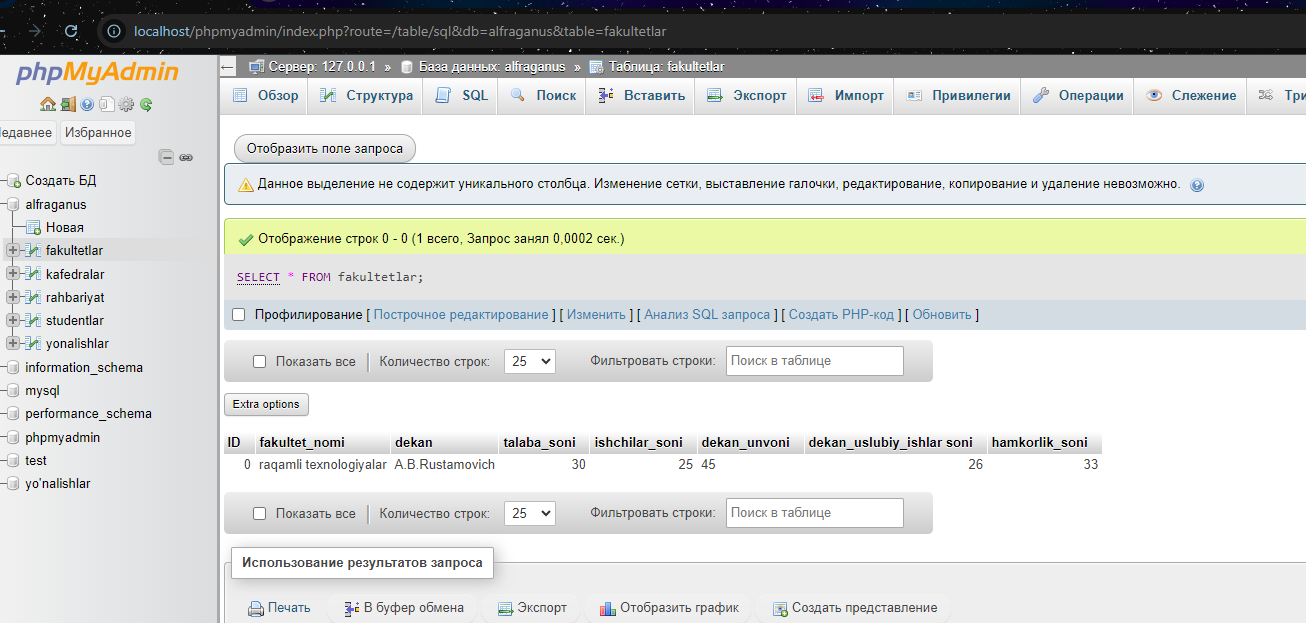 localhost/phpmyadmin/index.php?route=/table/sql&db=alfraganus&table=fakultetlar
phpMyAdmin
Недавнее Избранное
Создать БД
alfraganus
Новая
fakultetlar
kafedralar
rahbariyat
studentlar
yonalishlar
information_schema
mysql
performance_schema
phpmyadmin
test
yo'nalishlar
Сервер: 127.0.0.1 » База данных: alfraganus » Таблица: fakultetlar
Обзор Структура SQL Поиск Вставить Экспорт Импорт Привилегии Операции Слежение Три
Отобразить поле запроса
Данное выделение не содержит уникального столбца. Изменение сетки, выставление галочки, редактирование, копирование и удаление невозможно.
Отображение строк 0 - 0 (1 всего, Запрос занял 0,0002 сек.)
SELECT * FROM fakultetlar;
Профилирование [ Построчное редактирование ] [ Изменить ] [ Анализ SQL запроса ] [ Создать PHP-код ] [ Обновить ]
Показать все Количество строк: 25 Фильтровать строки: Поиск в таблице
Extra options
ID fakultet_nomi dekan talaba_soni ishchilar_soni dekan_unvoni dekan_uslubiy_ishlar soni hamkorlik_soni
0 raqamli texnologiyalar A.B.Rustamovich 30 25 45 26 33
Показать все Количество строк: 25 Фильтровать строки: Поиск в таблице
Использование результатов запроса
Печать В буфер обмена Экспорт Отобразить график Создать представление